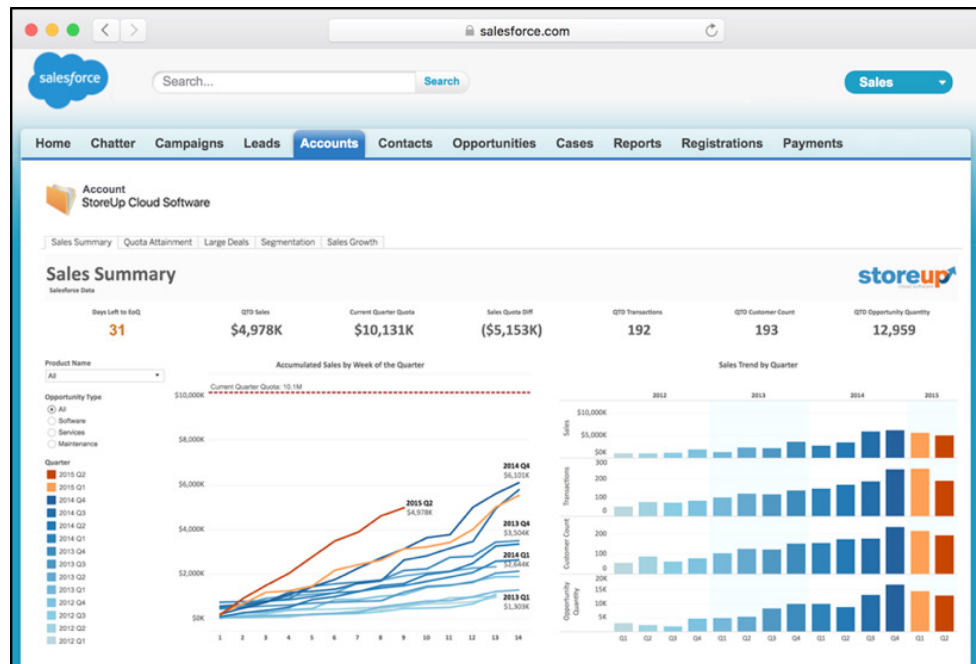 salesforce.com
salesforce
Search...
Search
Sales
Home Chatter Campaigns Leads Accounts Contacts Opportunities Cases Reports Registrations Payments
Account
StoreUp Cloud Software
Sales Summary Quota Attainment Large Deals Segmentation Sales Growth
Sales Summary
Salesforce Data
storeup
Days Left to EoQ QTD Sales Current Quarter Quota Sales Quota Diff QTD Transactions QTD Customer Count QTD Opportunity Quantity
31 $4,978K $10,131K ($5,153K) 192 193 12,959
Product Name
All
Opportunity Type
All
Software
Services
Maintenance
Quarter
2015 Q2
2015 Q1
2014 Q4
2014 Q3
2014 Q2
2014 Q1
2013 Q4
2013 Q3
2013 Q2
2013 Q1
2012 Q4
2012 Q3
2012 Q2
2012 Q1
Accumulated Sales by Week of the Quarter
Current Quarter Quota: 10.1M
$10,000K
$8,000K
$6,000K
$4,000K
$2,000K
$0K
2014 Q4
$6,101K
2015 Q2
$4,978K
2013 Q4
$3,504K
2014 Q1
$2,644K
2013 Q1
$1,303K
1 2 3 4 5 6 7 8 9 10 11 12 13 14
Sales Trend by Quarter
2012 2013 2014 2015
Sales
$10,000K
$5,000K
$0K
Transactions
300
200
100
0
Customer Count
200
100
0
Opportunity
Quantity
20K
15K
10K
5K
Q1 Q2 Q3 Q4 Q1 Q2 Q3 Q4 Q1 Q2 Q3 Q4 Q1 Q2